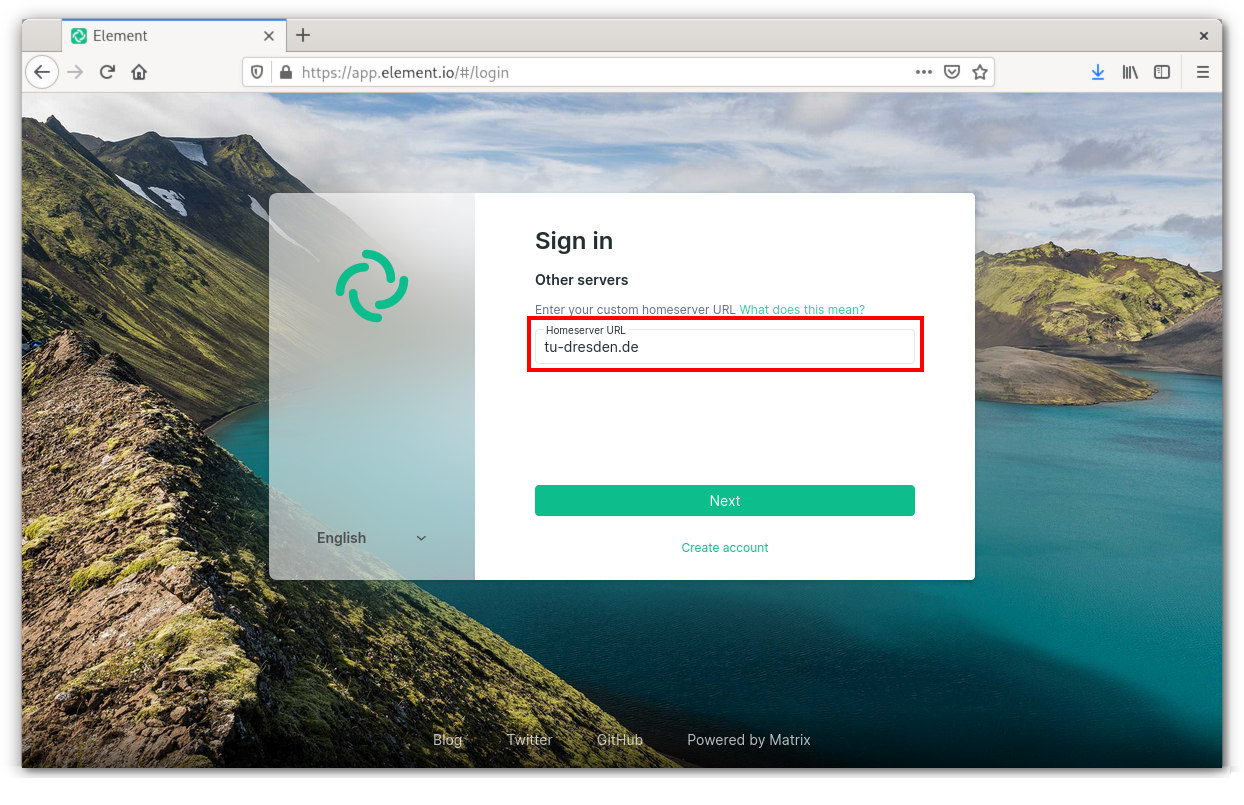 Element
https://app.element.io/#/login
Sign in
Other servers
Enter your custom homeserver URL What does this mean?
Homeserver URL
tu-dresden.de
Next
English
Create account
Blog Twitter GitHub Powered by Matrix